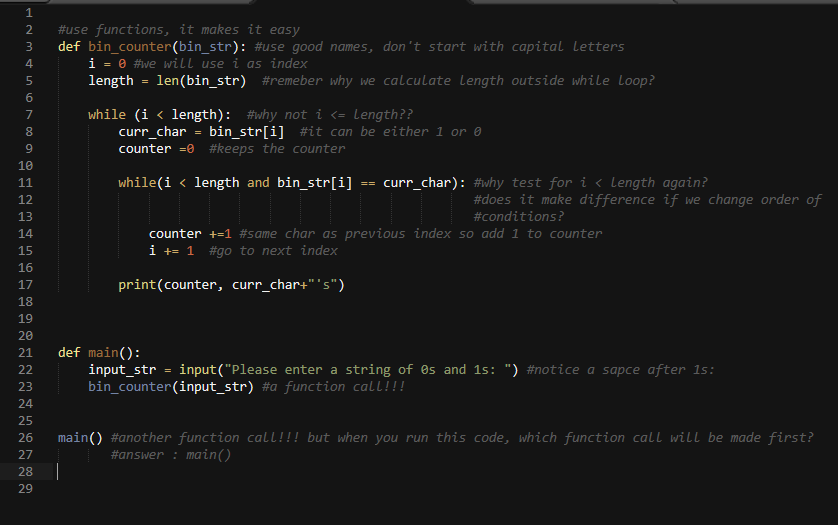 1
2 #use functions, it makes it easy
3 def bin_counter(bin_str): #use good names, don't start with capital letters
4 i = 0 #we will use i as index
5 length = len(bin_str) #remeber why we calculate length outside while loop?
6
7 while (i < length): #why not i <= length??
8 curr_char = bin_str[i] #it can be either 1 or 0
9 counter =0 #keeps the counter
10
11 while(i < length and bin_str[i] == curr_char): #why test for i < length again?
12 #does it make difference if we change order of
13 #conditions?
14 counter +=1 #same char as previous index so add 1 to counter
15 i += 1 #go to next index
16
17 print(counter, curr_char+"'s")
18
19
20
21 def main():
22 input_str = input("Please enter a string of 0s and 1s: ") #notice a sapce after 1s:
23 bin_counter(input_str) #a function call!!!
24
25
26 main() #another function call!!! but when you run this code, which function call will be made first?
27 #answer : main()
28
29